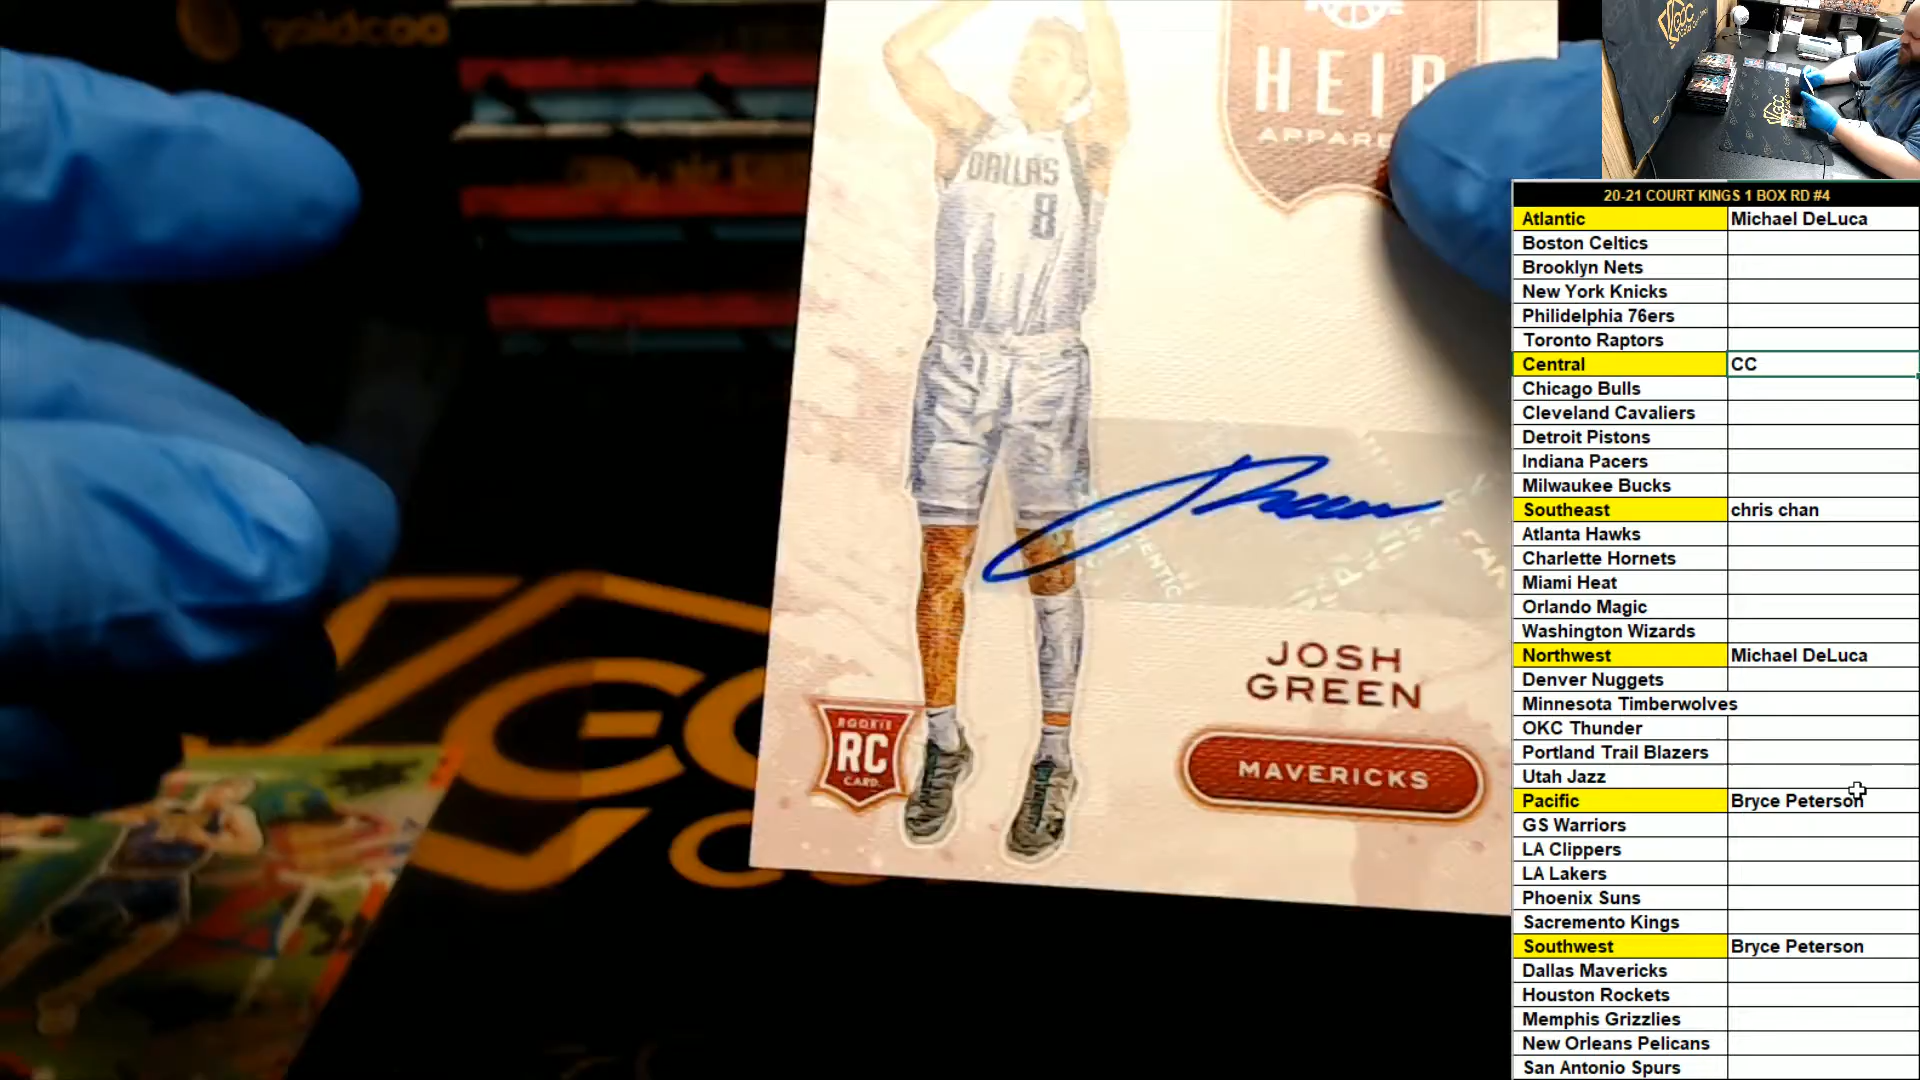 goldcoa
GCC
HEIR
APPARE
DALLAS
8
JOSH
GREEN
MAVERICKS
ROOKIE
RC
CARD
20-21 COURT KINGS 1 BOX RD #4
Atlantic Michael DeLuca
Boston Celtics
Brooklyn Nets
New York Knicks
Philidelphia 76ers
Toronto Raptors
Central CC
Chicago Bulls
Cleveland Cavaliers
Detroit Pistons
Indiana Pacers
Milwaukee Bucks
Southeast chris chan
Atlanta Hawks
Charlette Hornets
Miami Heat
Orlando Magic
Washington Wizards
Northwest Michael DeLuca
Denver Nuggets
Minnesota Timberwolves
OKC Thunder
Portland Trail Blazers
Utah Jazz
Pacific Bryce Peterson
GS Warriors
LA Clippers
LA Lakers
Phoenix Suns
Sacremento Kings
Southwest Bryce Peterson
Dallas Mavericks
Houston Rockets
Memphis Grizzlies
New Orleans Pelicans
San Antonio Spurs